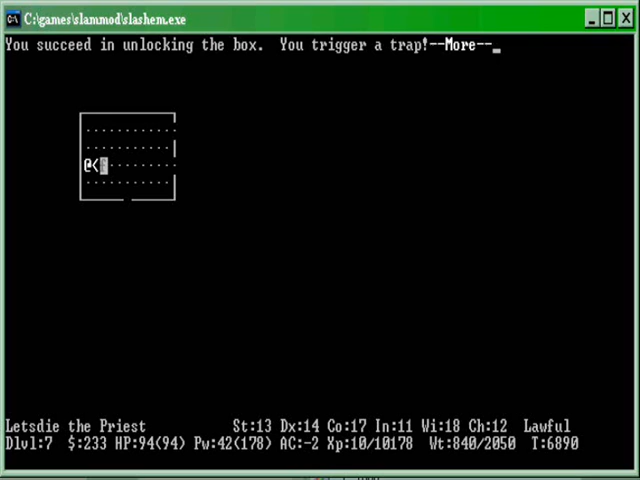 C:\games\slammod\slashem.exe
You succeed in unlocking the box.  You trigger a trap!--More--
············
···········
@<·········
···········
Letsdie the Priest St:13 Dx:14 Co:17 In:11 Wi:18 Ch:12 Lawful
Dlvl:7 $:233 HP:94(94) Pw:42(178) AC:-2 Xp:10/10178 Wt:840/2050 T:6890